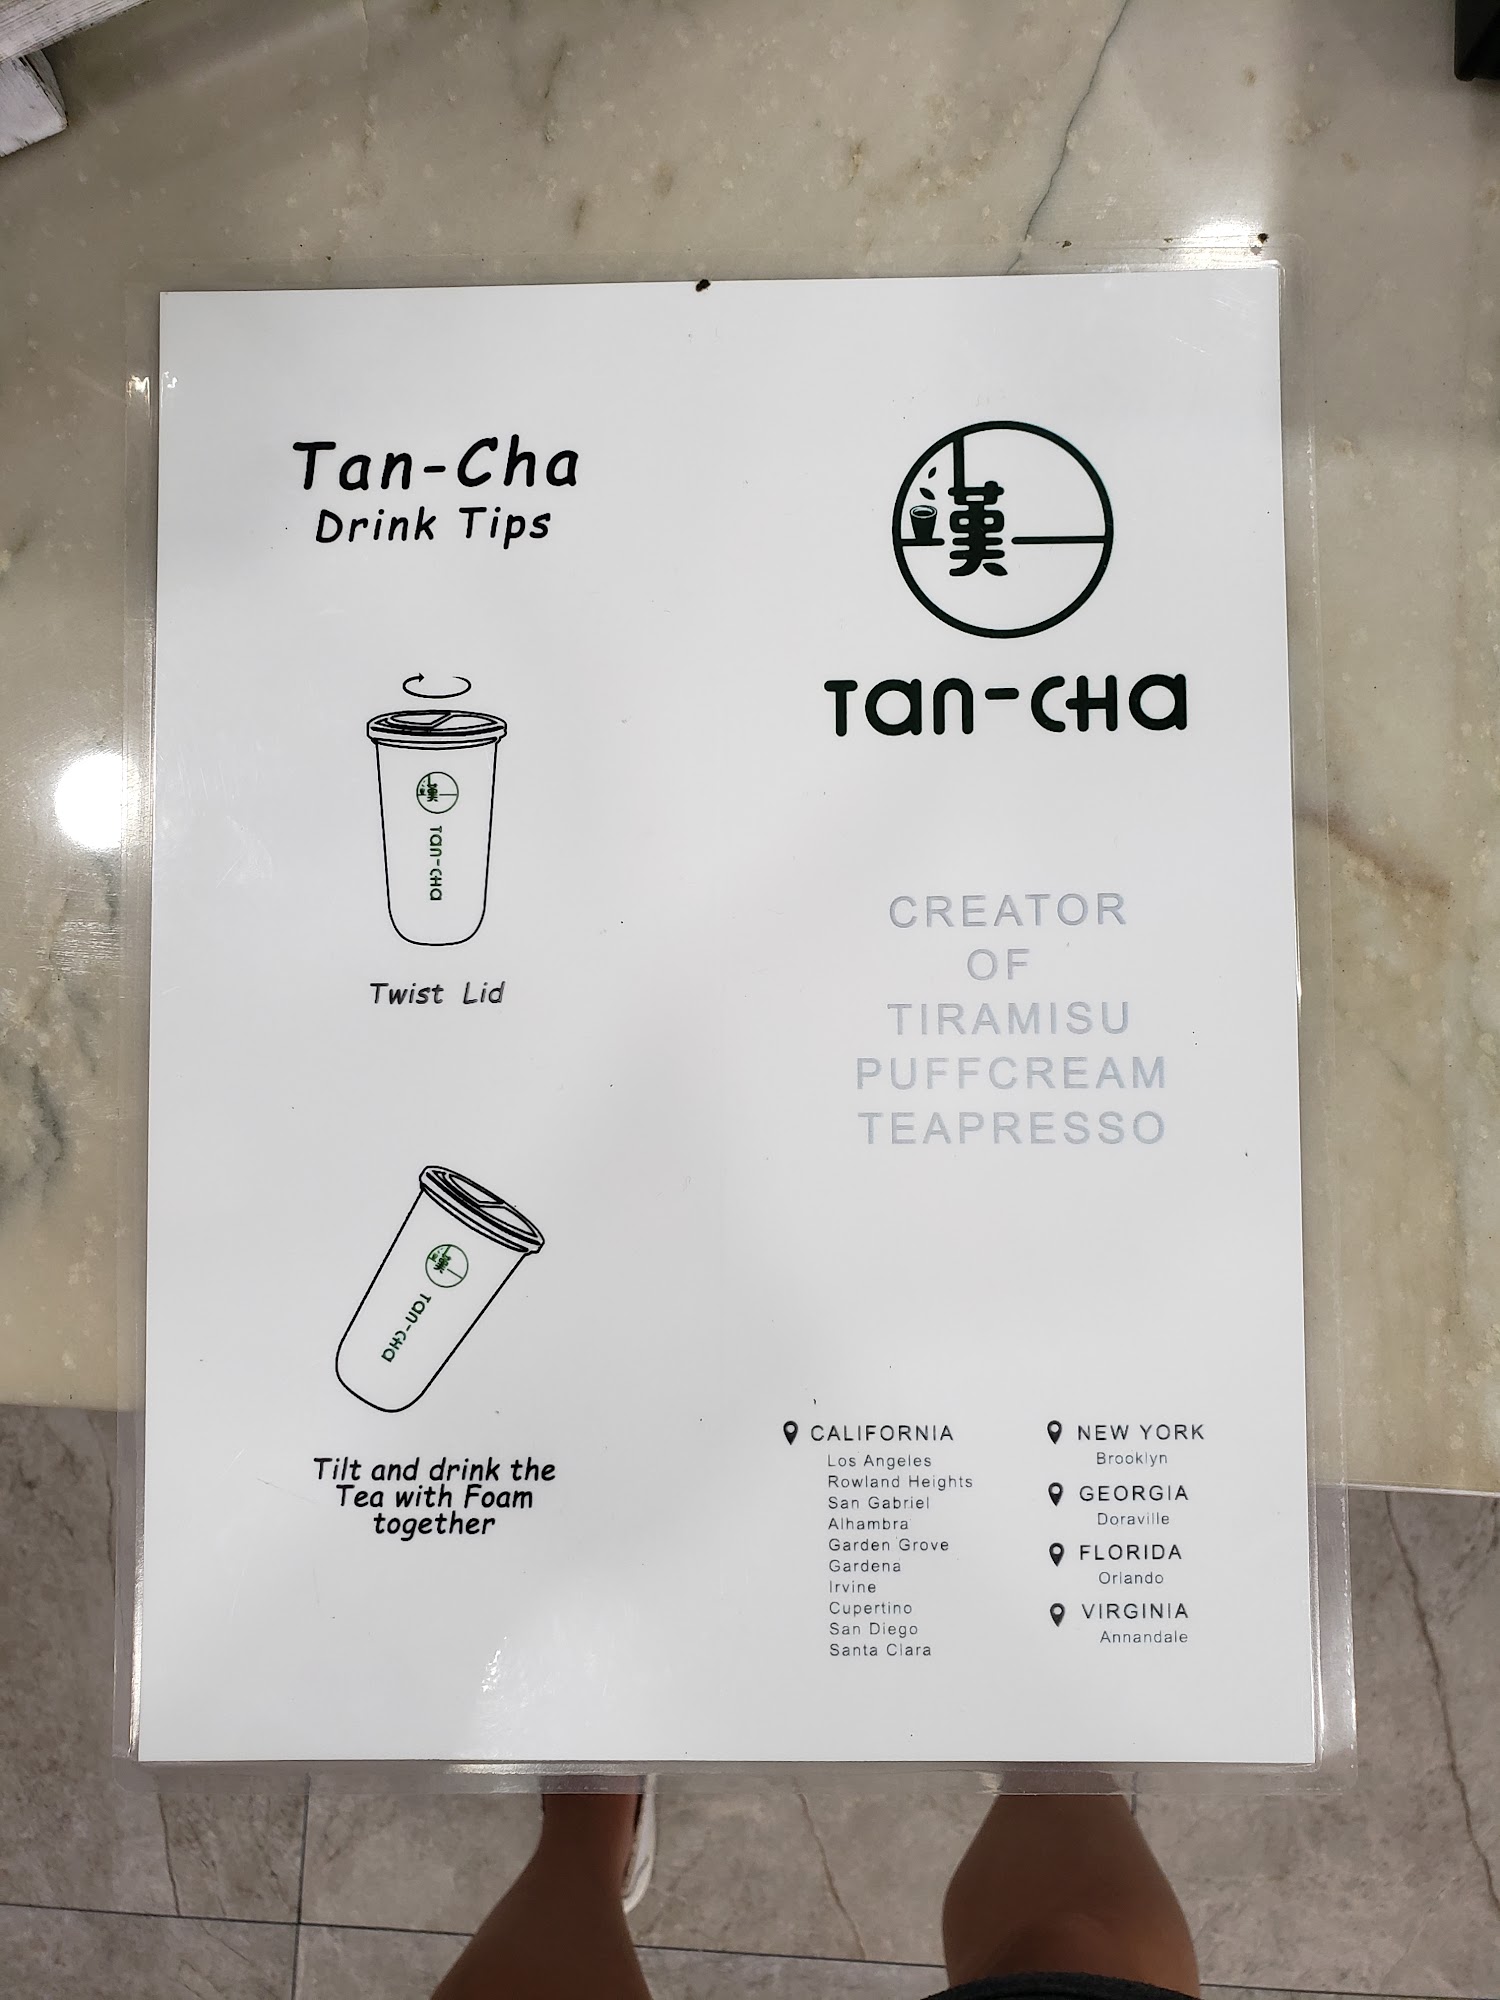 Tan-Cha
Drink Tips
TAN-CHA
Twist Lid
TAN-CHA
Tilt and drink the
Tea with Foam
together
漢
Tan-CHa
CREATOR
OF
TIRAMISU
PUFFCREAM
TEAPRESSO
CALIFORNIA
Los Angeles
Rowland Heights
San Gabriel
Alhambra
Garden Grove
Gardena
Irvine
Cupertino
San Diego
Santa Clara
NEW YORK
Brooklyn
GEORGIA
Doraville
FLORIDA
Orlando
VIRGINIA
Annandale